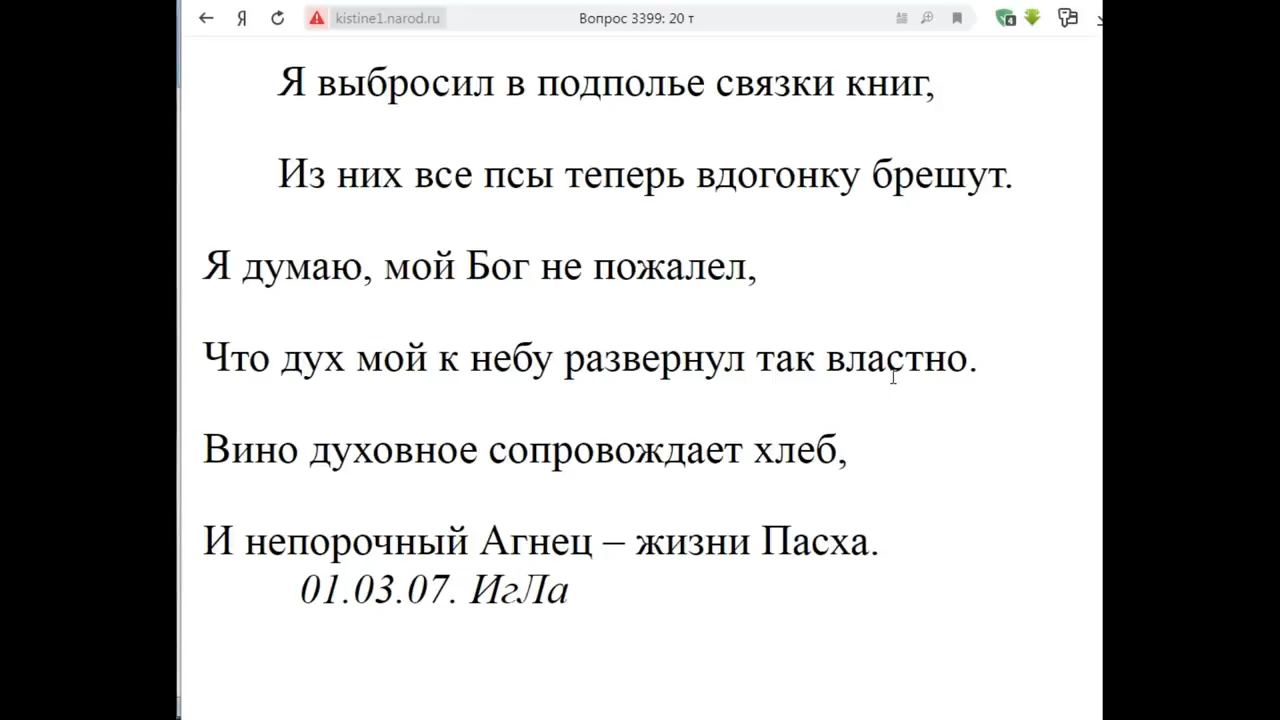 kistine1.narod.ru
Вопрос 3399: 20 т
4
Я выбросил в подполье связки книг,
Из них все псы теперь вдогонку брешут.
Я думаю, мой Бог не пожалел,
Что дух мой к небу развернул так властно.
Вино духовное сопровождает хлеб,
И непорочный Агнец – жизни Пасха.
01.03.07. ИгЛа